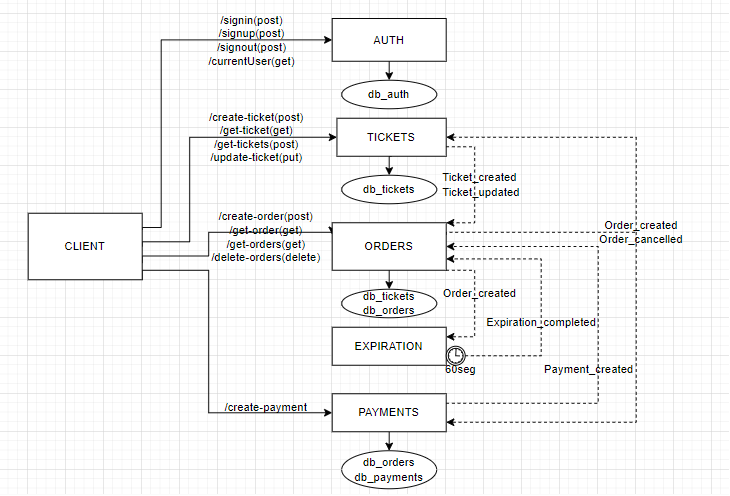 /signin(post)
/signup(post)
/signout(post)
/currentUser(get)
AUTH
db_auth
/create-ticket(post)
/get-ticket(get)
/get-tickets(post)
/update-ticket(put)
TICKETS
db_tickets
Ticket_created
Ticket_updated
CLIENT
/create-order(post)
/get-order(get)
/get-orders(get)
/delete-orders(delete)
ORDERS
Order_created
Order_cancelled
db_tickets
db_orders
Order_created
Expiration_completed
EXPIRATION
60seg
Payment_created
/create-payment
PAYMENTS
db_orders
db_payments